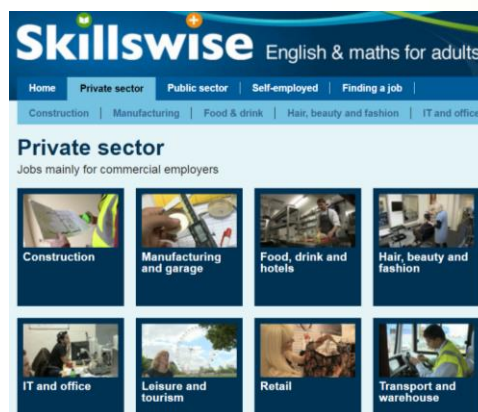 Skillswise English & maths for adults
Home Private sector Public sector Self-employed Finding a job
Construction Manufacturing Food & drink Hair, beauty and fashion IT and office
Private sector
Jobs mainly for commercial employers
Construction
Manufacturing
and garage
Food, drink and
hotels
Hair, beauty and
fashion
IT and office
Leisure and
tourism
Retail
Transport and
warehouse